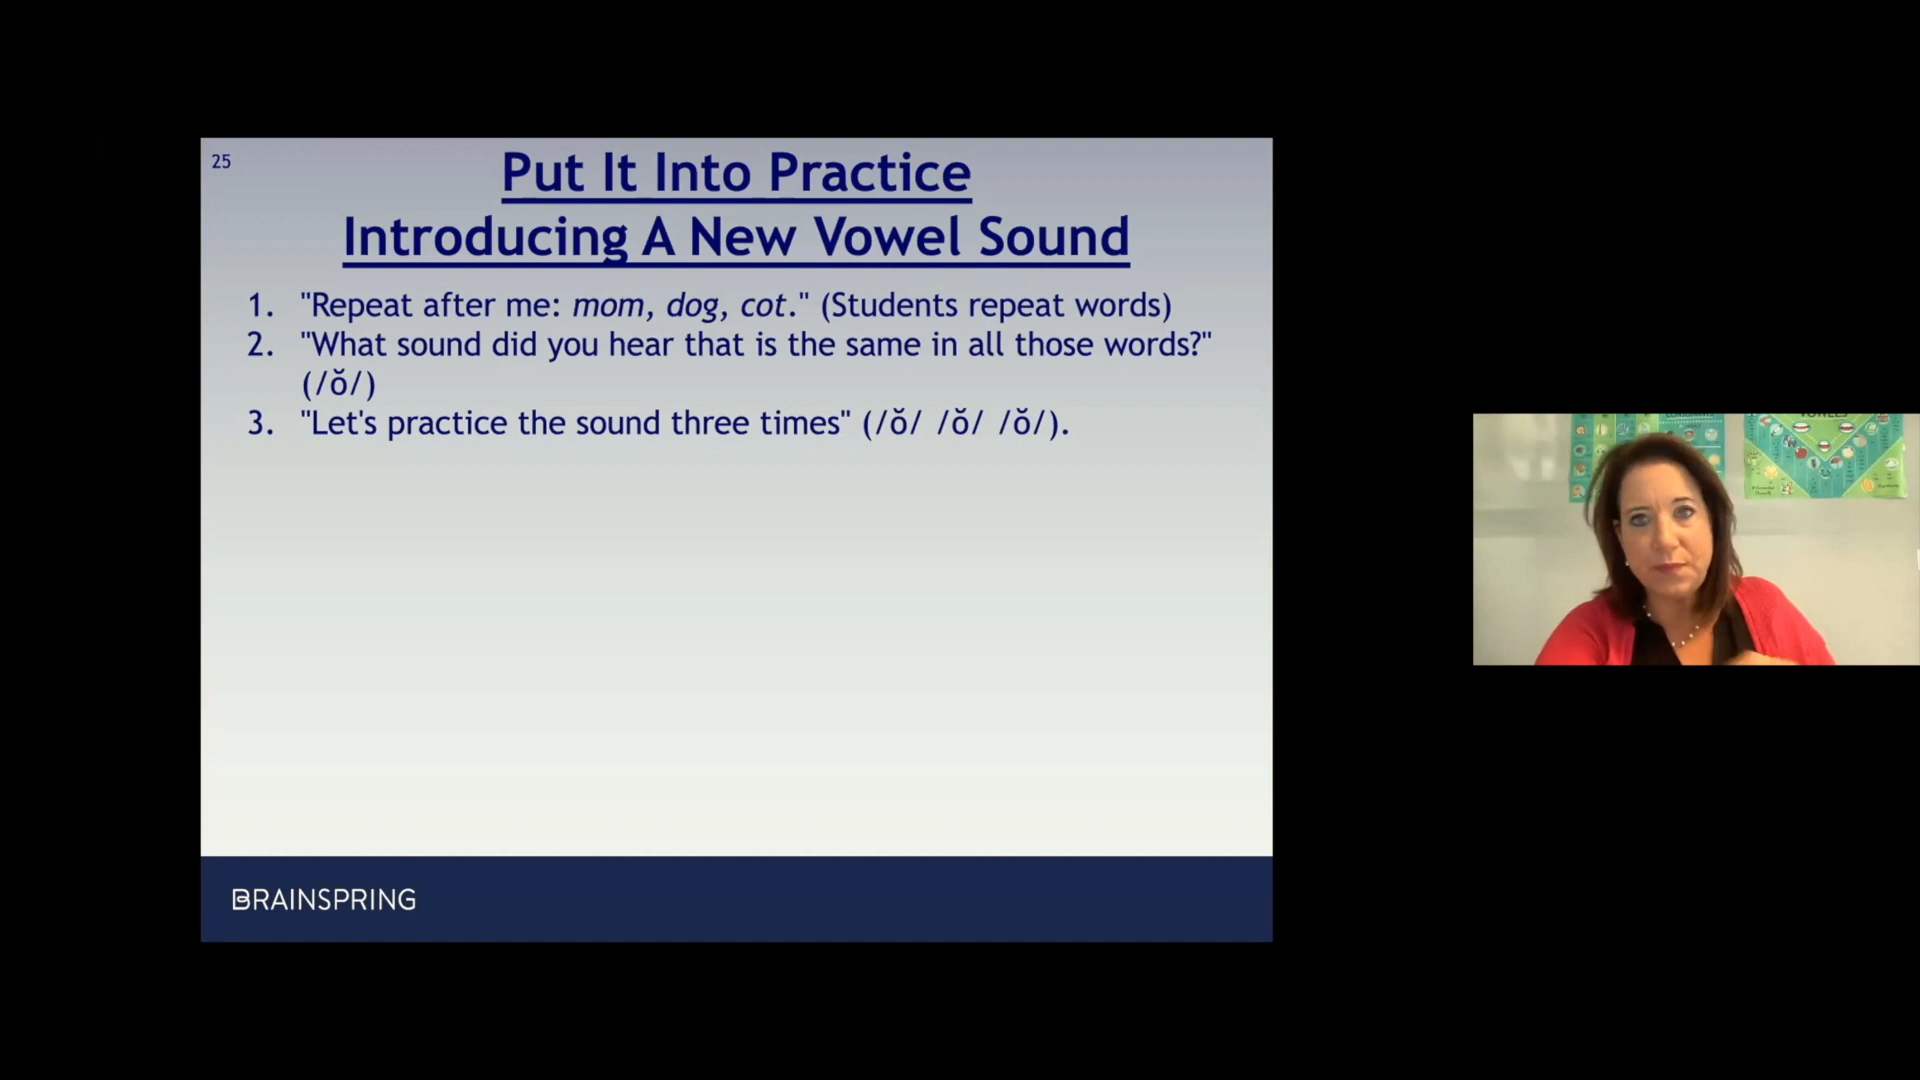 25
Put It Into Practice
Introducing A New Vowel Sound
1. "Repeat after me: mom, dog, cot." (Students repeat words)
2. "What sound did you hear that is the same in all those words?"
(/ŏ/)
3. "Let's practice the sound three times" (/ŏ/ /ŏ/ /ŏ/).
BRAINSPRING
VOWELS